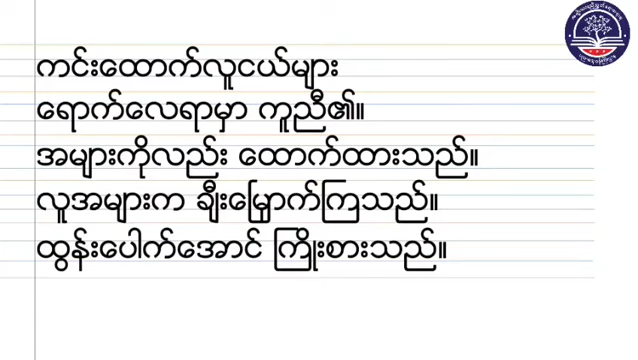 ကင်းထောက်လူငယ်များ
ရောက်လေရာမှာ ကူညီ၏။
အများကိုလည်း ထောက်ထားသည်။
လူအများက ချီးမြှောက်ကြသည်။
ထွန်းပေါက်အောင် ကြိုးစားသည်။